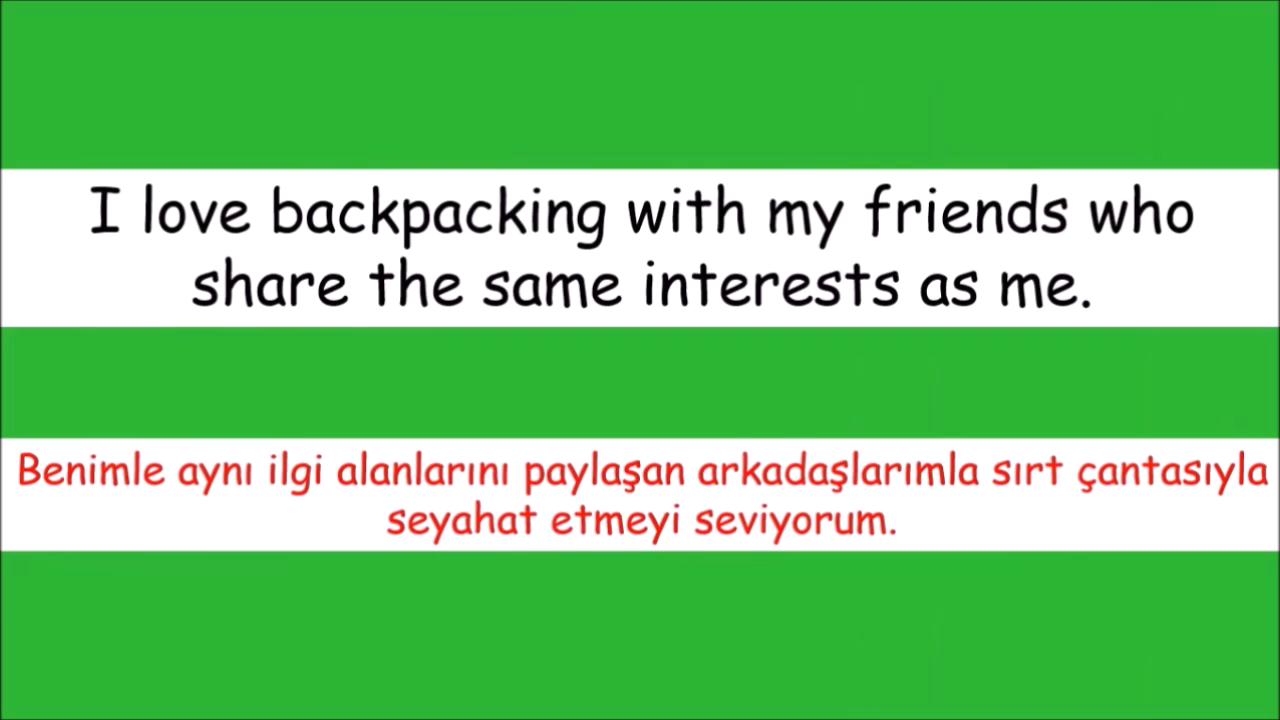 I love backpacking with my friends who
share the same interests as me.
Benimle aynı ilgi alanlarını paylaşan arkadaşlarımla sırt çantasıyla
seyahat etmeyi seviyorum.